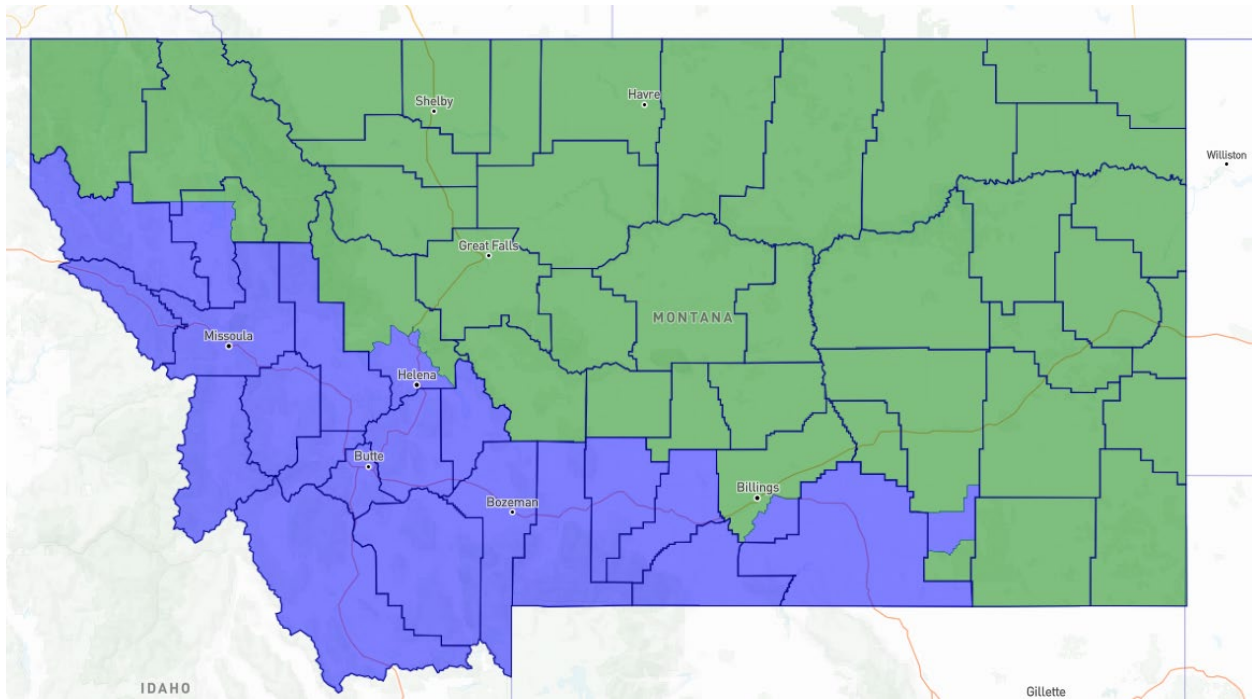 Shelby
Havre
Williston
Great Falls
MONTANA
Missoula
Helena
Butte
Billings
Bozeman
IDAHO
Gillette